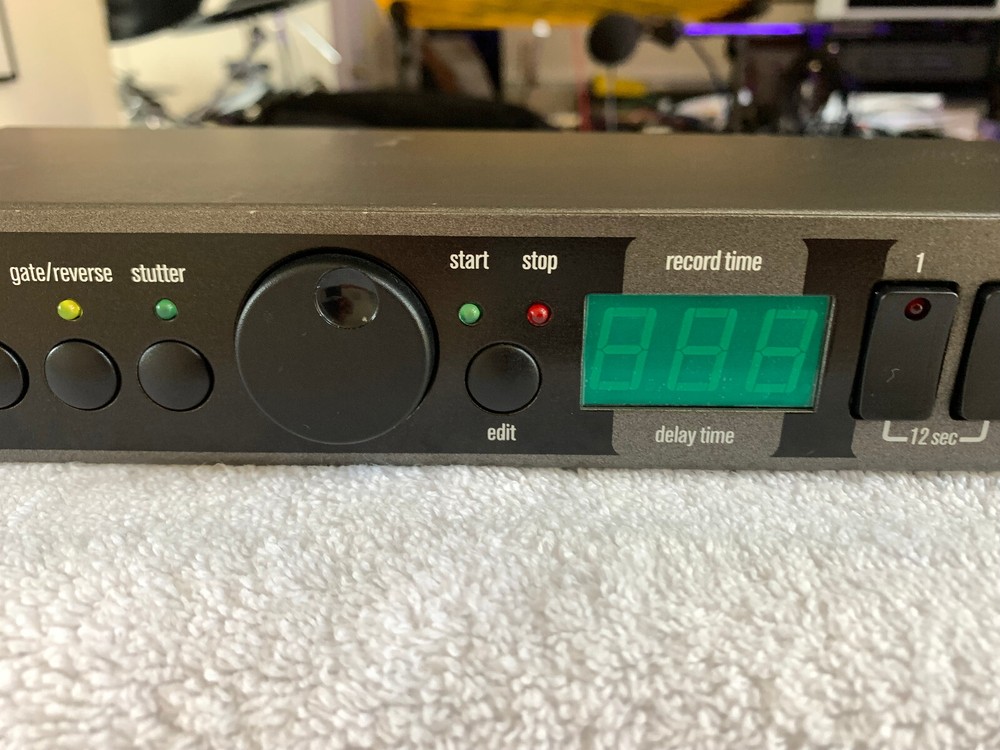 gate/reverse
stutter
start
stop
record time
1
edit
delay time
12 sec